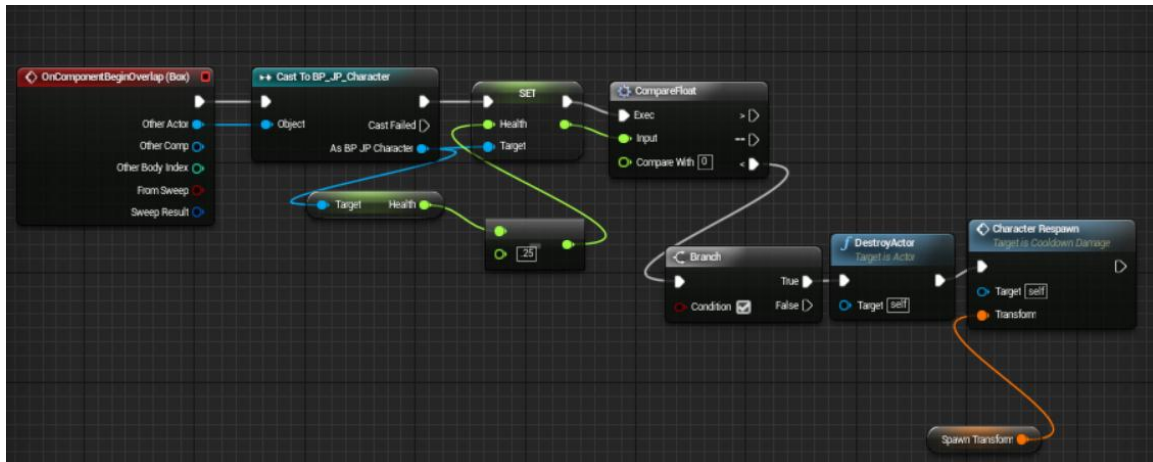 OnComponentBeginOverlap (Box)
Other Actor
Other Comp
Other Body Index
From Sweep
Sweep Result
Cast To BP_JP_Character
Object
Cast Failed
As BP JP Character
SET
Health
Target
CompareFloat
Exec
>
Input
==
Compare With 0
<
Target Health
.25
Branch
True
Condition
False
DestroyActor
Target is Actor
Target self
Character Respawn
Target is Cooldown Damage
Target self
Transform
Spawn Transform